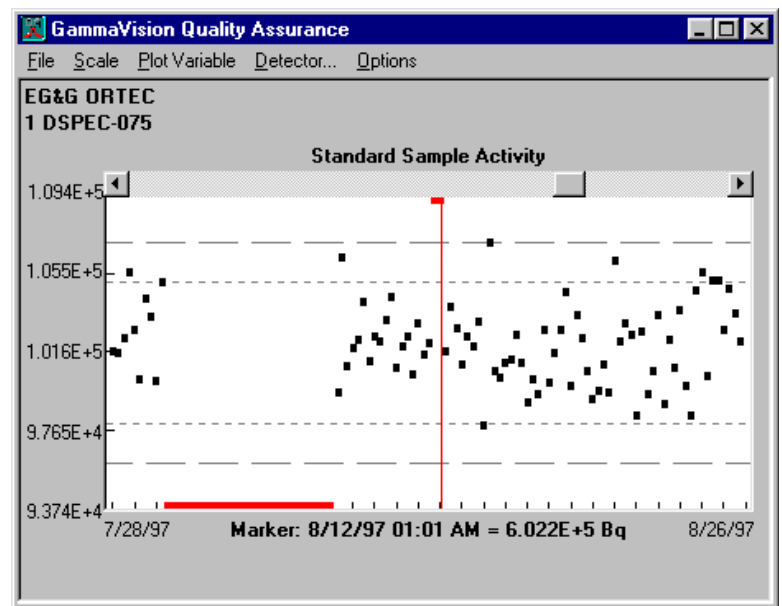 GammaVision Quality Assurance
File Scale Plot Variable Detector... Options
EG&G ORTEC
1 DSPEC-075
Standard Sample Activity
1.094E+5
1.055E+5
1.016E+5
9.765E+4
9.374E+4
7/28/97 Marker: 8/12/97 01:01 AM = 6.022E+5 Bq 8/26/97